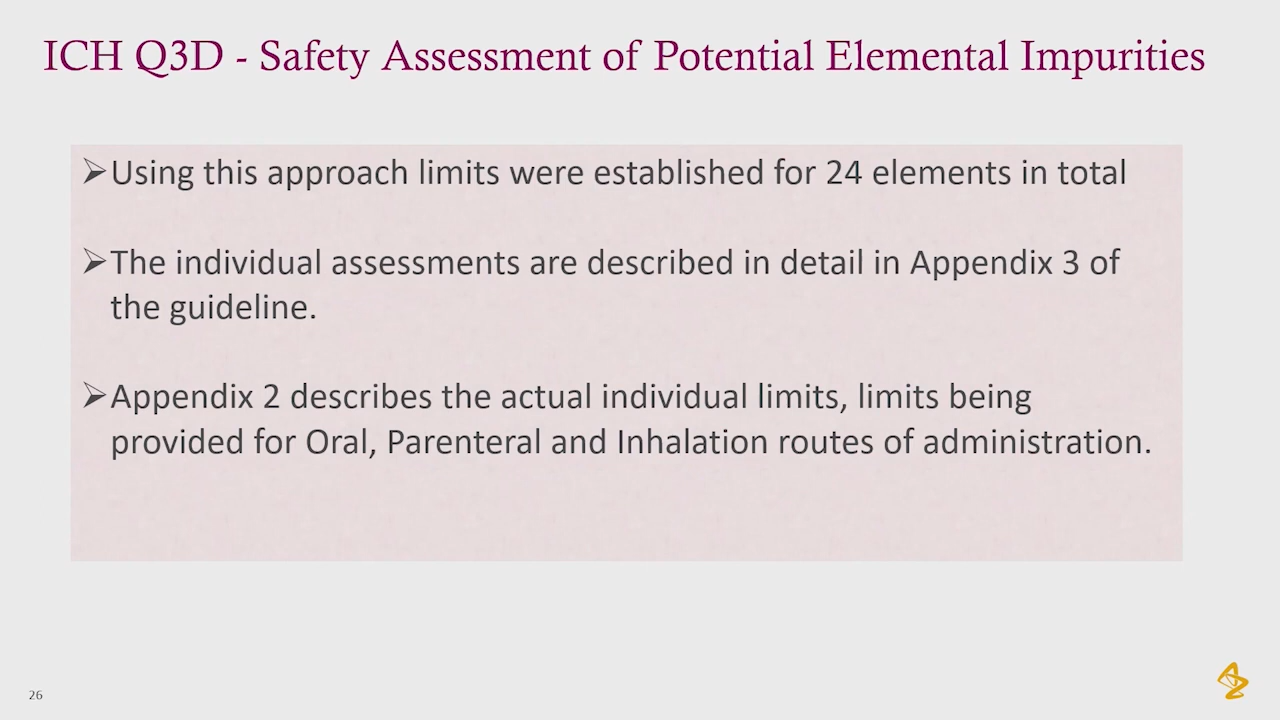 ICH Q3D - Safety Assessment of Potential Elemental Impurities
➢Using this approach limits were established for 24 elements in total
➢The individual assessments are described in detail in Appendix 3 of
the guideline.
➢Appendix 2 describes the actual individual limits, limits being
provided for Oral, Parenteral and Inhalation routes of administration.
26